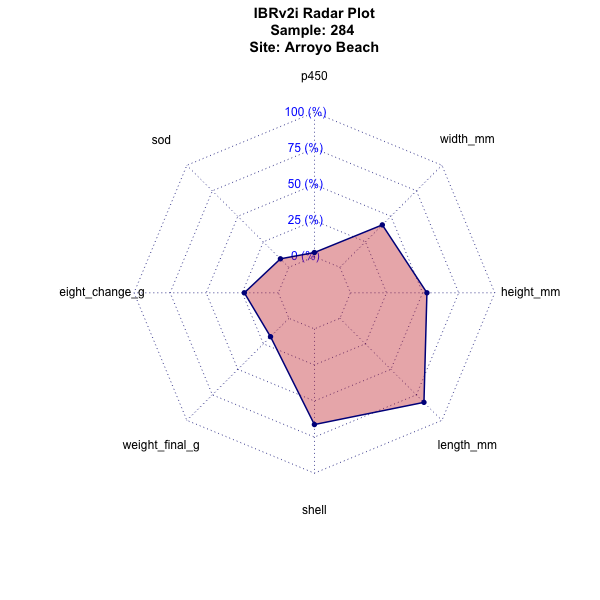 IBRv2i Radar Plot
Sample: 284
Site: Arroyo Beach
p450
100 (%)
sod
width_mm
75 (%)
50 (%)
25 (%)
0 (%)
eight_change_g
height_mm
weight_final_g
length_mm
shell